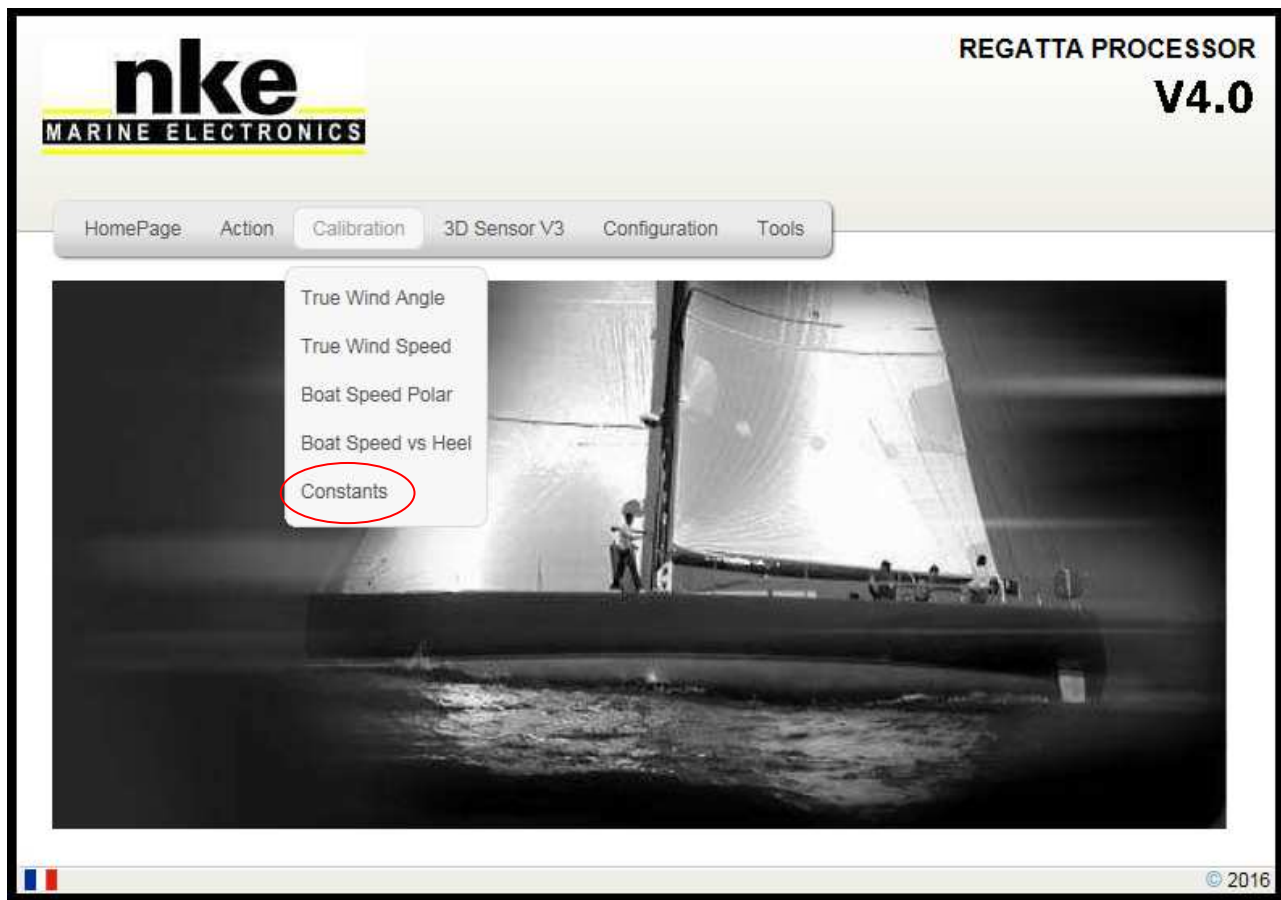 nke
MARINE ELECTRONICS
REGATTA PROCESSOR
V4.0
HomePage Action Calibration 3D Sensor V3 Configuration Tools
True Wind Angle
True Wind Speed
Boat Speed Polar
Boat Speed vs Heel
Constants
© 2016